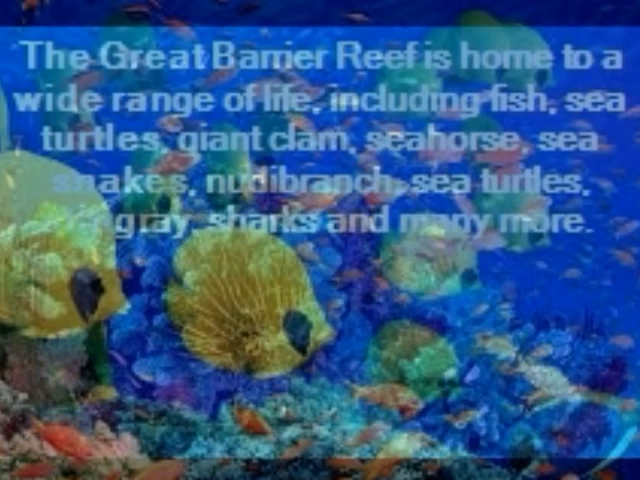 The Great Barrier Reef is home to a
wide range of life, including fish, sea
turtles, giant clam, seahorse, sea
snakes, nudibranch, sea turtles,
gray, sharks and many more.